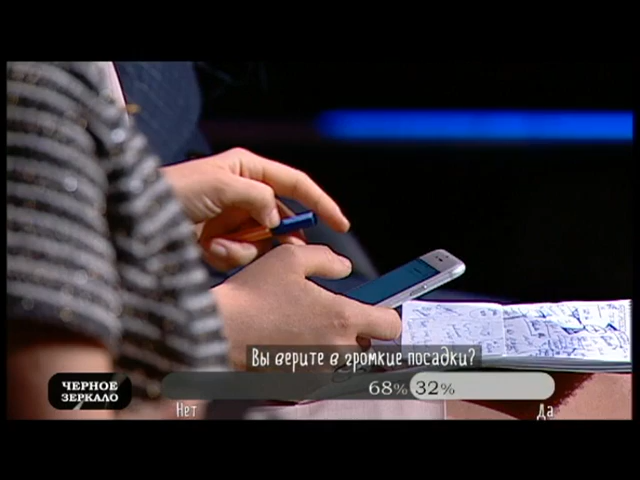 Вы верите в громкие посадки?
ЧЕРНОЕ
ЗЕРКАЛО
68% 32%
Нет
Да